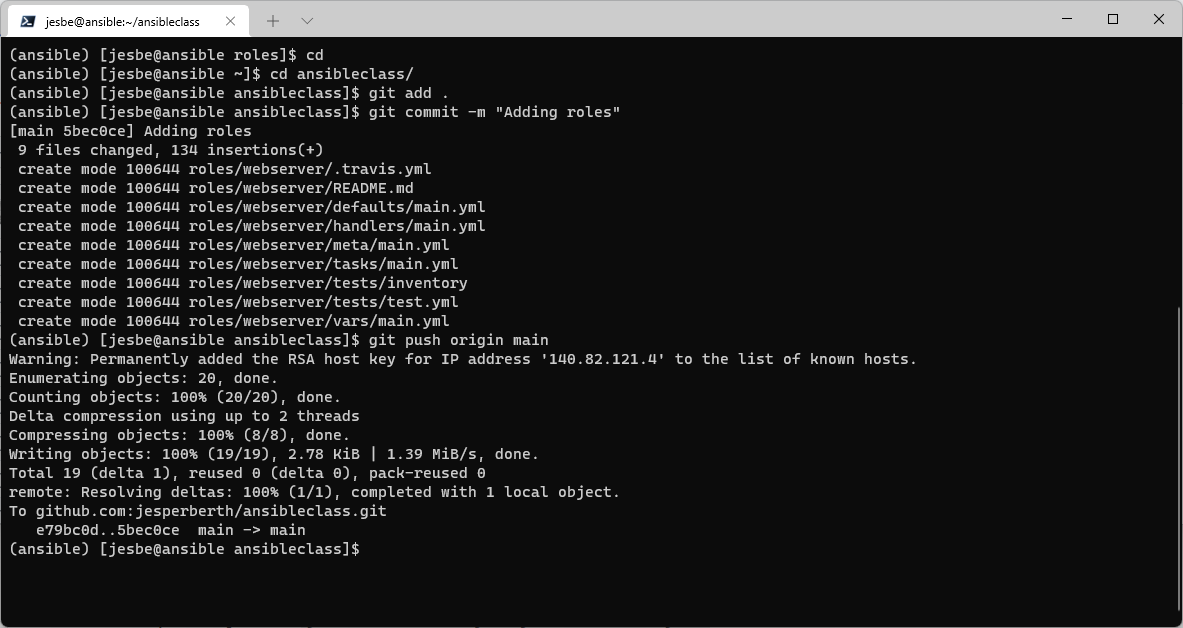 jesbe@ansible:~/ansibleclass
(ansible) [jesbe@ansible roles]$ cd
(ansible) [jesbe@ansible ~]$ cd ansibleclass/
(ansible) [jesbe@ansible ansibleclass]$ git add .
(ansible) [jesbe@ansible ansibleclass]$ git commit -m "Adding roles"
[main 5bec0ce] Adding roles
 9 files changed, 134 insertions(+)
 create mode 100644 roles/webserver/.travis.yml
 create mode 100644 roles/webserver/README.md
 create mode 100644 roles/webserver/defaults/main.yml
 create mode 100644 roles/webserver/handlers/main.yml
 create mode 100644 roles/webserver/meta/main.yml
 create mode 100644 roles/webserver/tasks/main.yml
 create mode 100644 roles/webserver/tests/inventory
 create mode 100644 roles/webserver/tests/test.yml
 create mode 100644 roles/webserver/vars/main.yml
(ansible) [jesbe@ansible ansibleclass]$ git push origin main
Warning: Permanently added the RSA host key for IP address '140.82.121.4' to the list of known hosts.
Enumerating objects: 20, done.
Counting objects: 100% (20/20), done.
Delta compression using up to 2 threads
Compressing objects: 100% (8/8), done.
Writing objects: 100% (19/19), 2.78 KiB | 1.39 MiB/s, done.
Total 19 (delta 1), reused 0 (delta 0), pack-reused 0
remote: Resolving deltas: 100% (1/1), completed with 1 local object.
To github.com:jesperberth/ansibleclass.git
   e79bc0d..5bec0ce  main -> main
(ansible) [jesbe@ansible ansibleclass]$